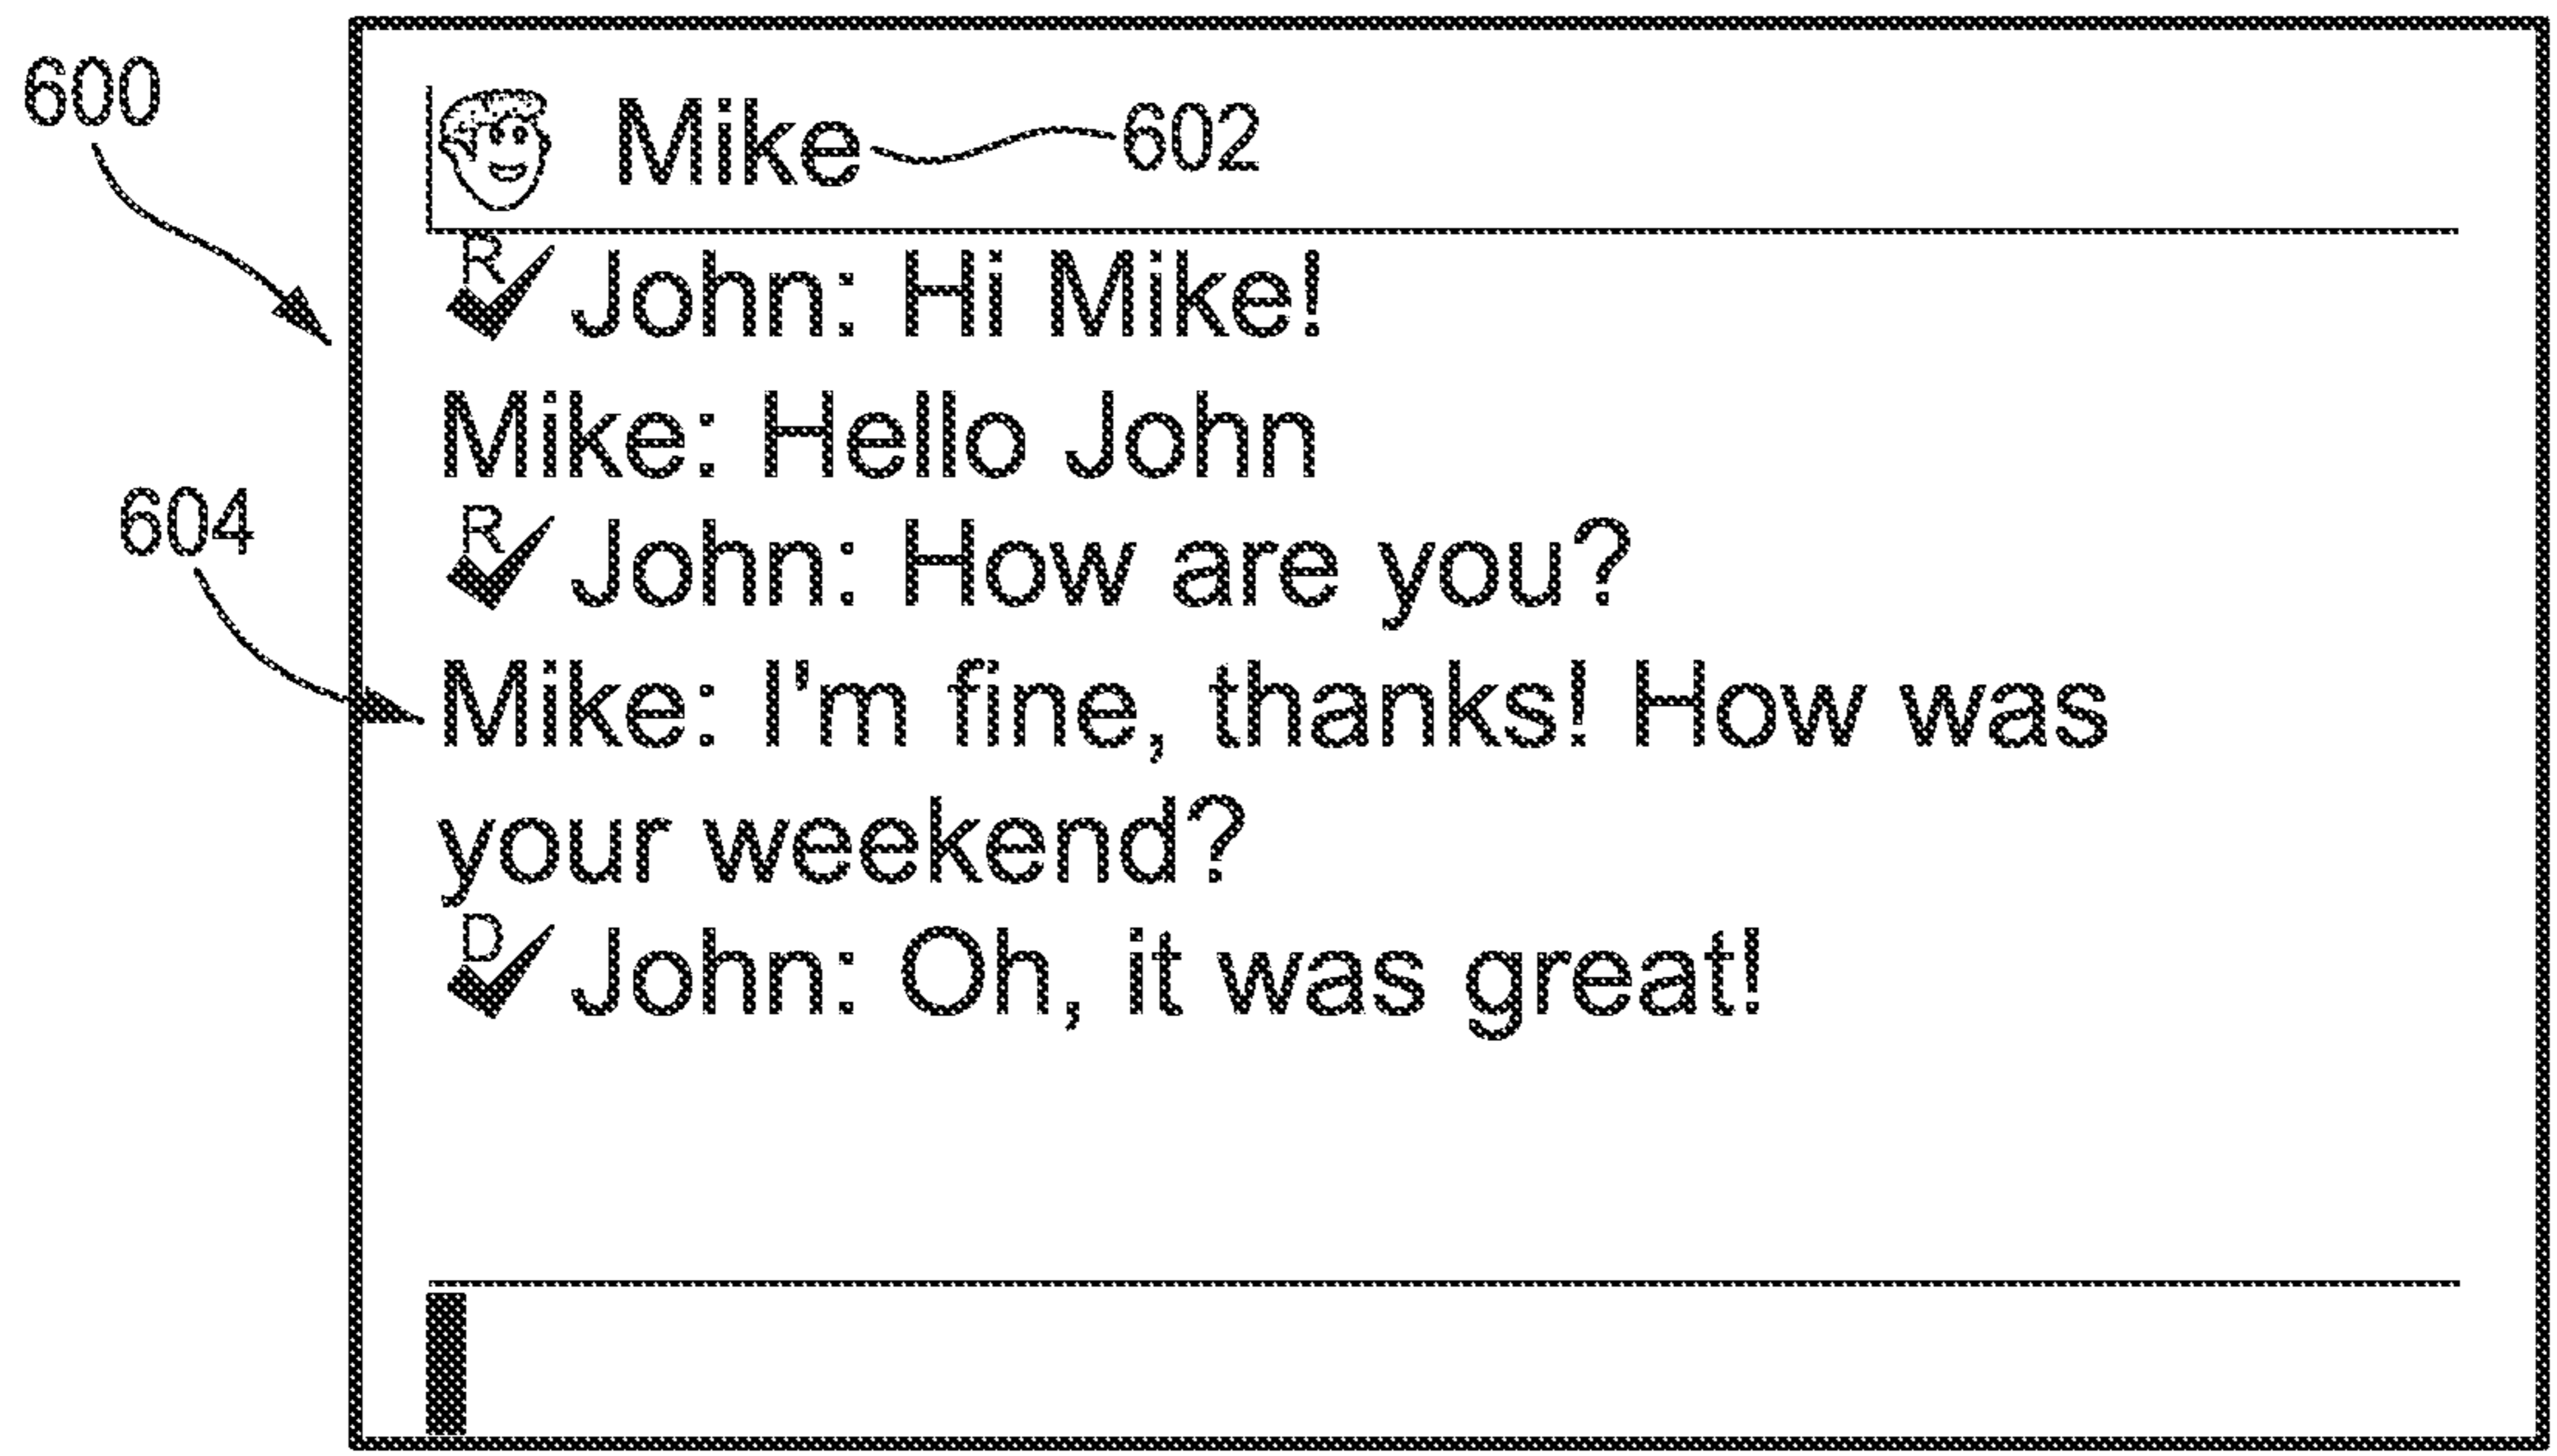 600
Mike 602
R John: Hi Mike!
Mike: Hello John
604
R John: How are you?
Mike: I'm fine, thanks! How was
your weekend?
D John: Oh, it was great!